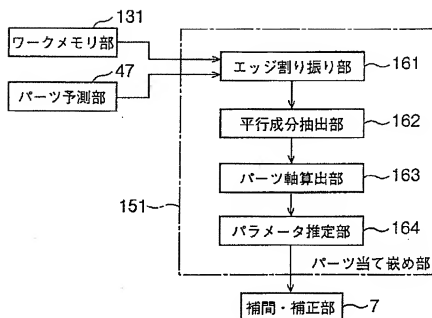 131
ワークメモリ部
47
パーツ予測部
エッジ割り振り部 161
平行成分抽出部 162
パーツ軸算出部 163
151
パラメータ推定部 164
パーツ当て嵌め部
補間・補正部 7